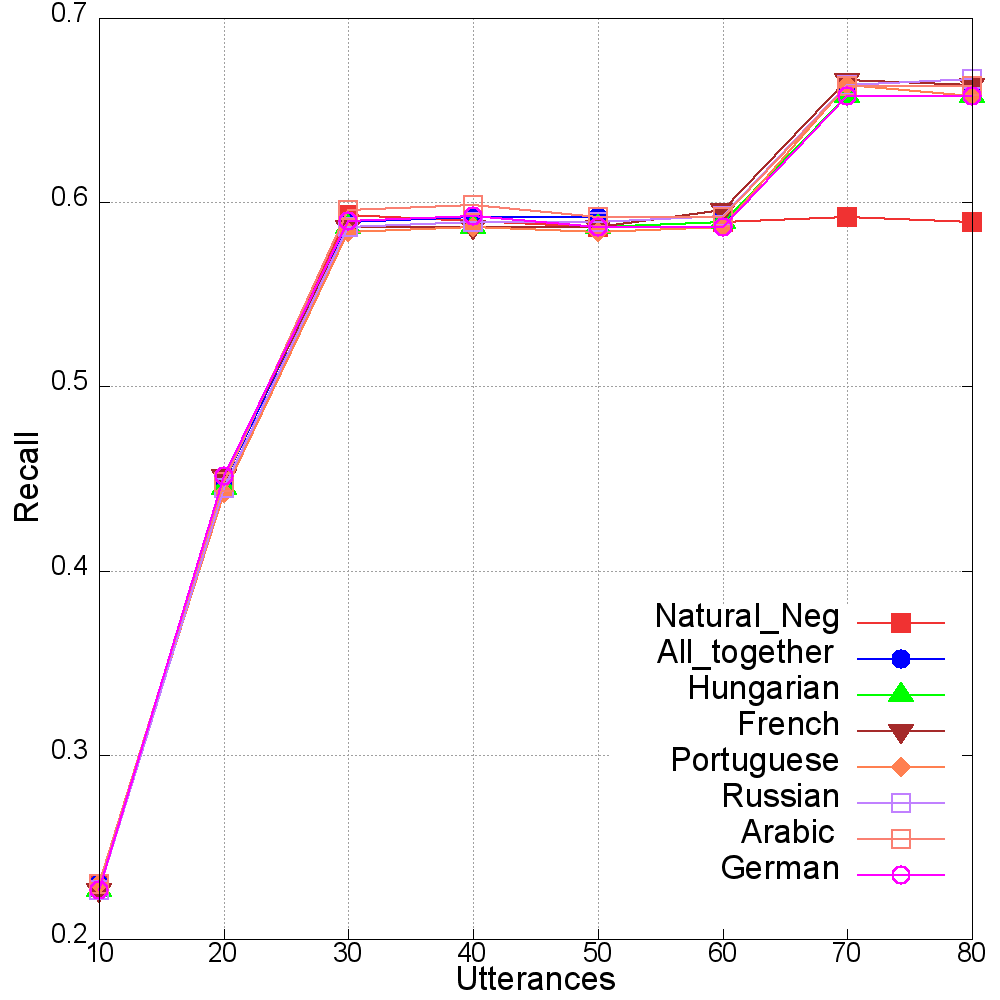 0.7
0.6
0.5
0.4
0.3
0.2
Recall
Natural_Neg
All_together
Hungarian
French
Portuguese
Russian
Arabic
German
10 20 30 40 50 60 70 80
Utterances